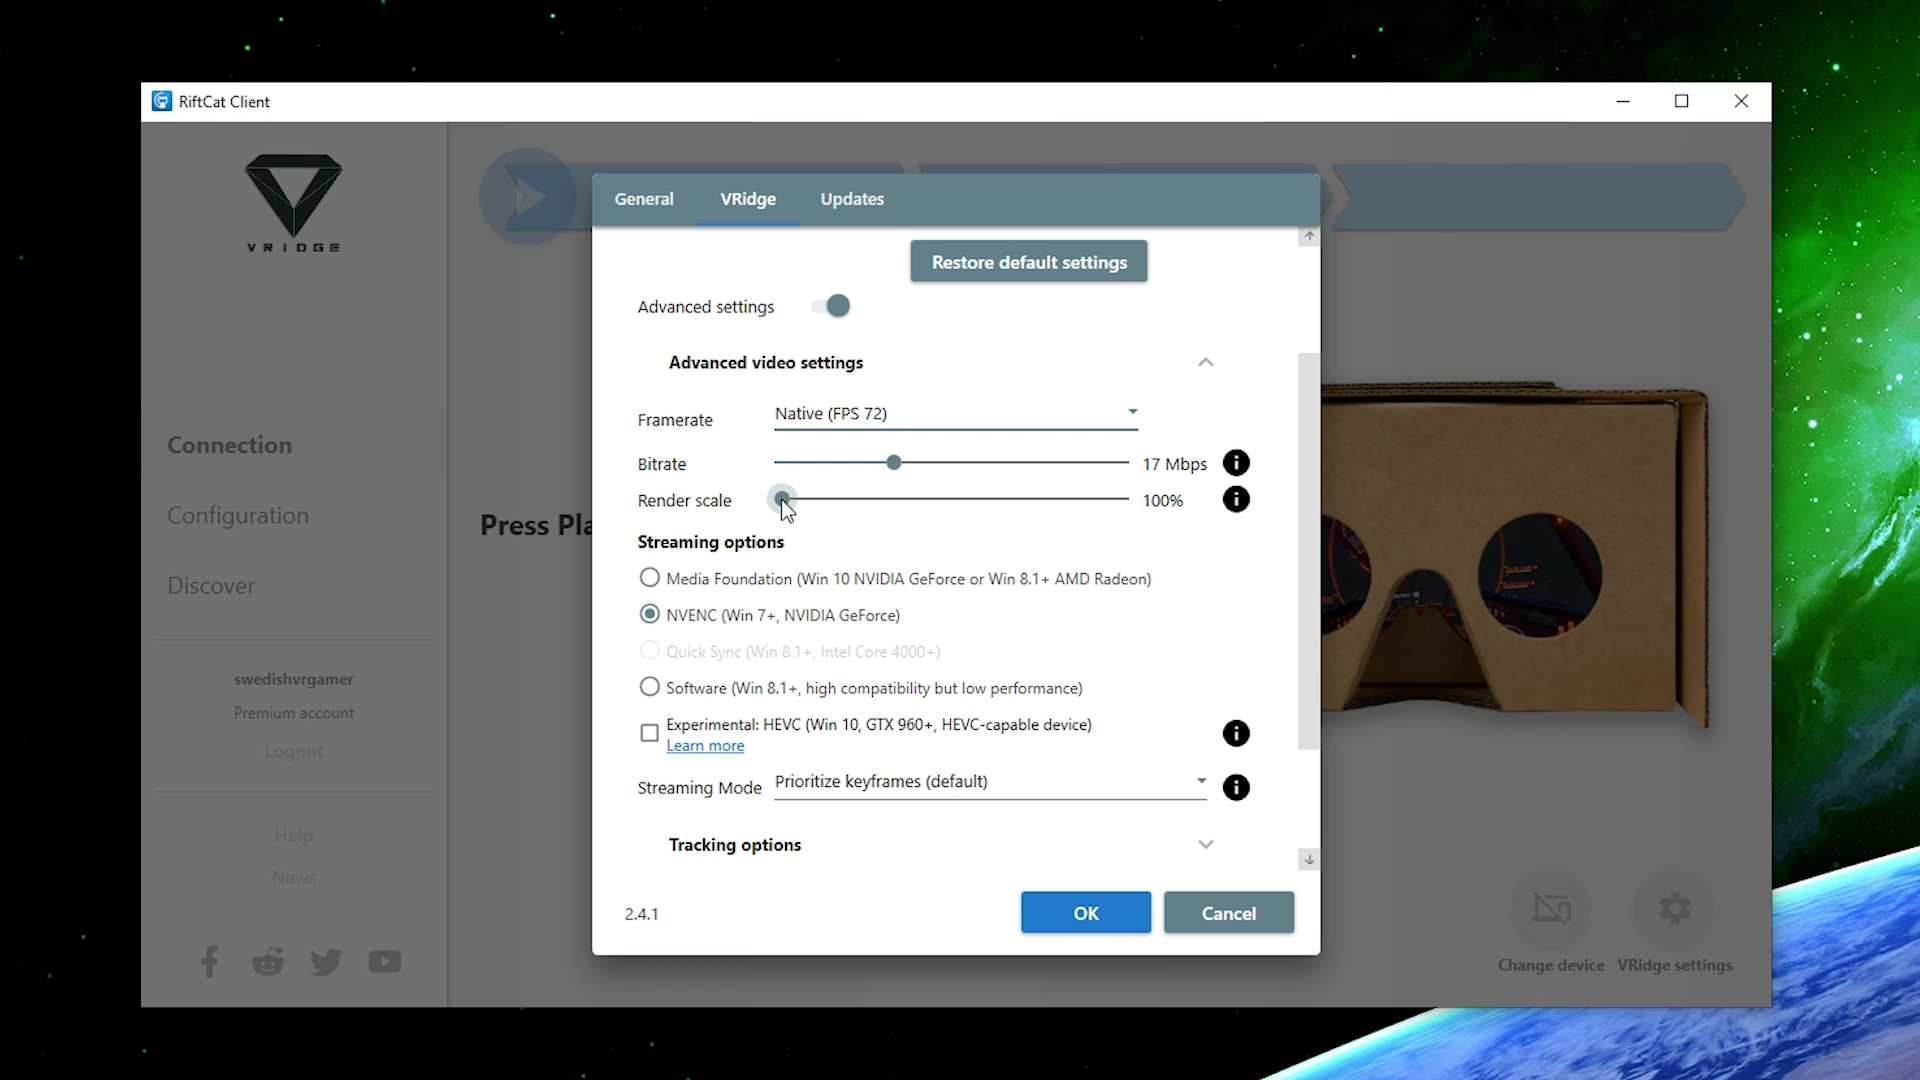 RiftCat Client
VRIDGE
General
VRidge
Updates
Restore default settings
Advanced settings
Advanced video settings
Framerate
Native (FPS 72)
Bitrate
17 Mbps
Render scale
100%
Streaming options
Media Foundation (Win 10 NVIDIA GeForce or Win 8.1+ AMD Radeon)
NVENC (Win 7+, NVIDIA GeForce)
Quick Sync (Win 8.1+, Intel Core 4000+)
Software (Win 8.1+, high compatibility but low performance)
Experimental: HEVC (Win 10, GTX 960+, HEVC-capable device)
Learn more
Streaming Mode
Prioritize keyframes (default)
Tracking options
2.4.1
OK
Cancel
Connection
Configuration
Discover
swedishvrgamer
Premium account
Logout
Help
News
Press Pla
Change device
VRidge settings